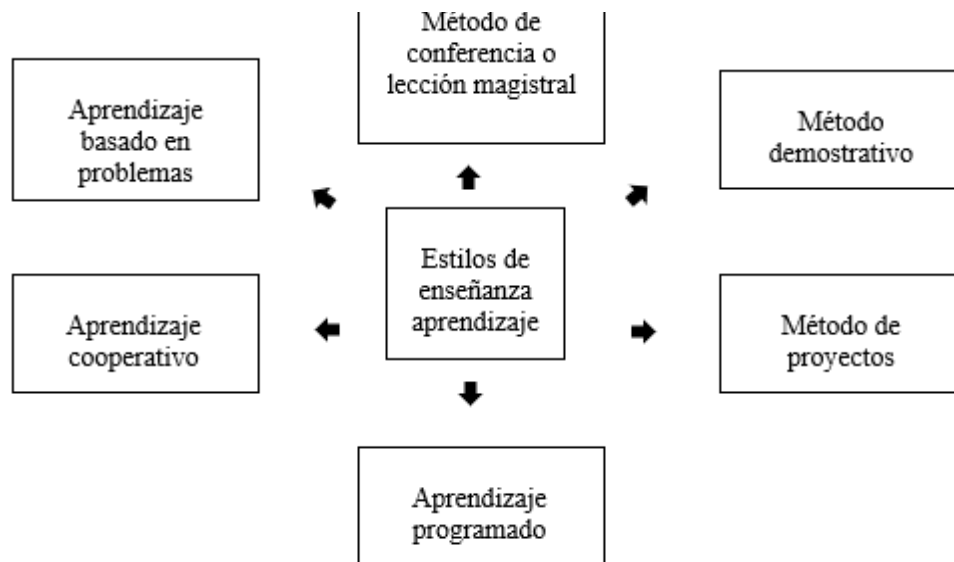 Método de
conferencia o
lección magistral
Aprendizaje
basado en
problemas
Método
demostrativo
Estilos de
enseñanza
aprendizaje
Aprendizaje
cooperativo
Método de
proyectos
Aprendizaje
programado